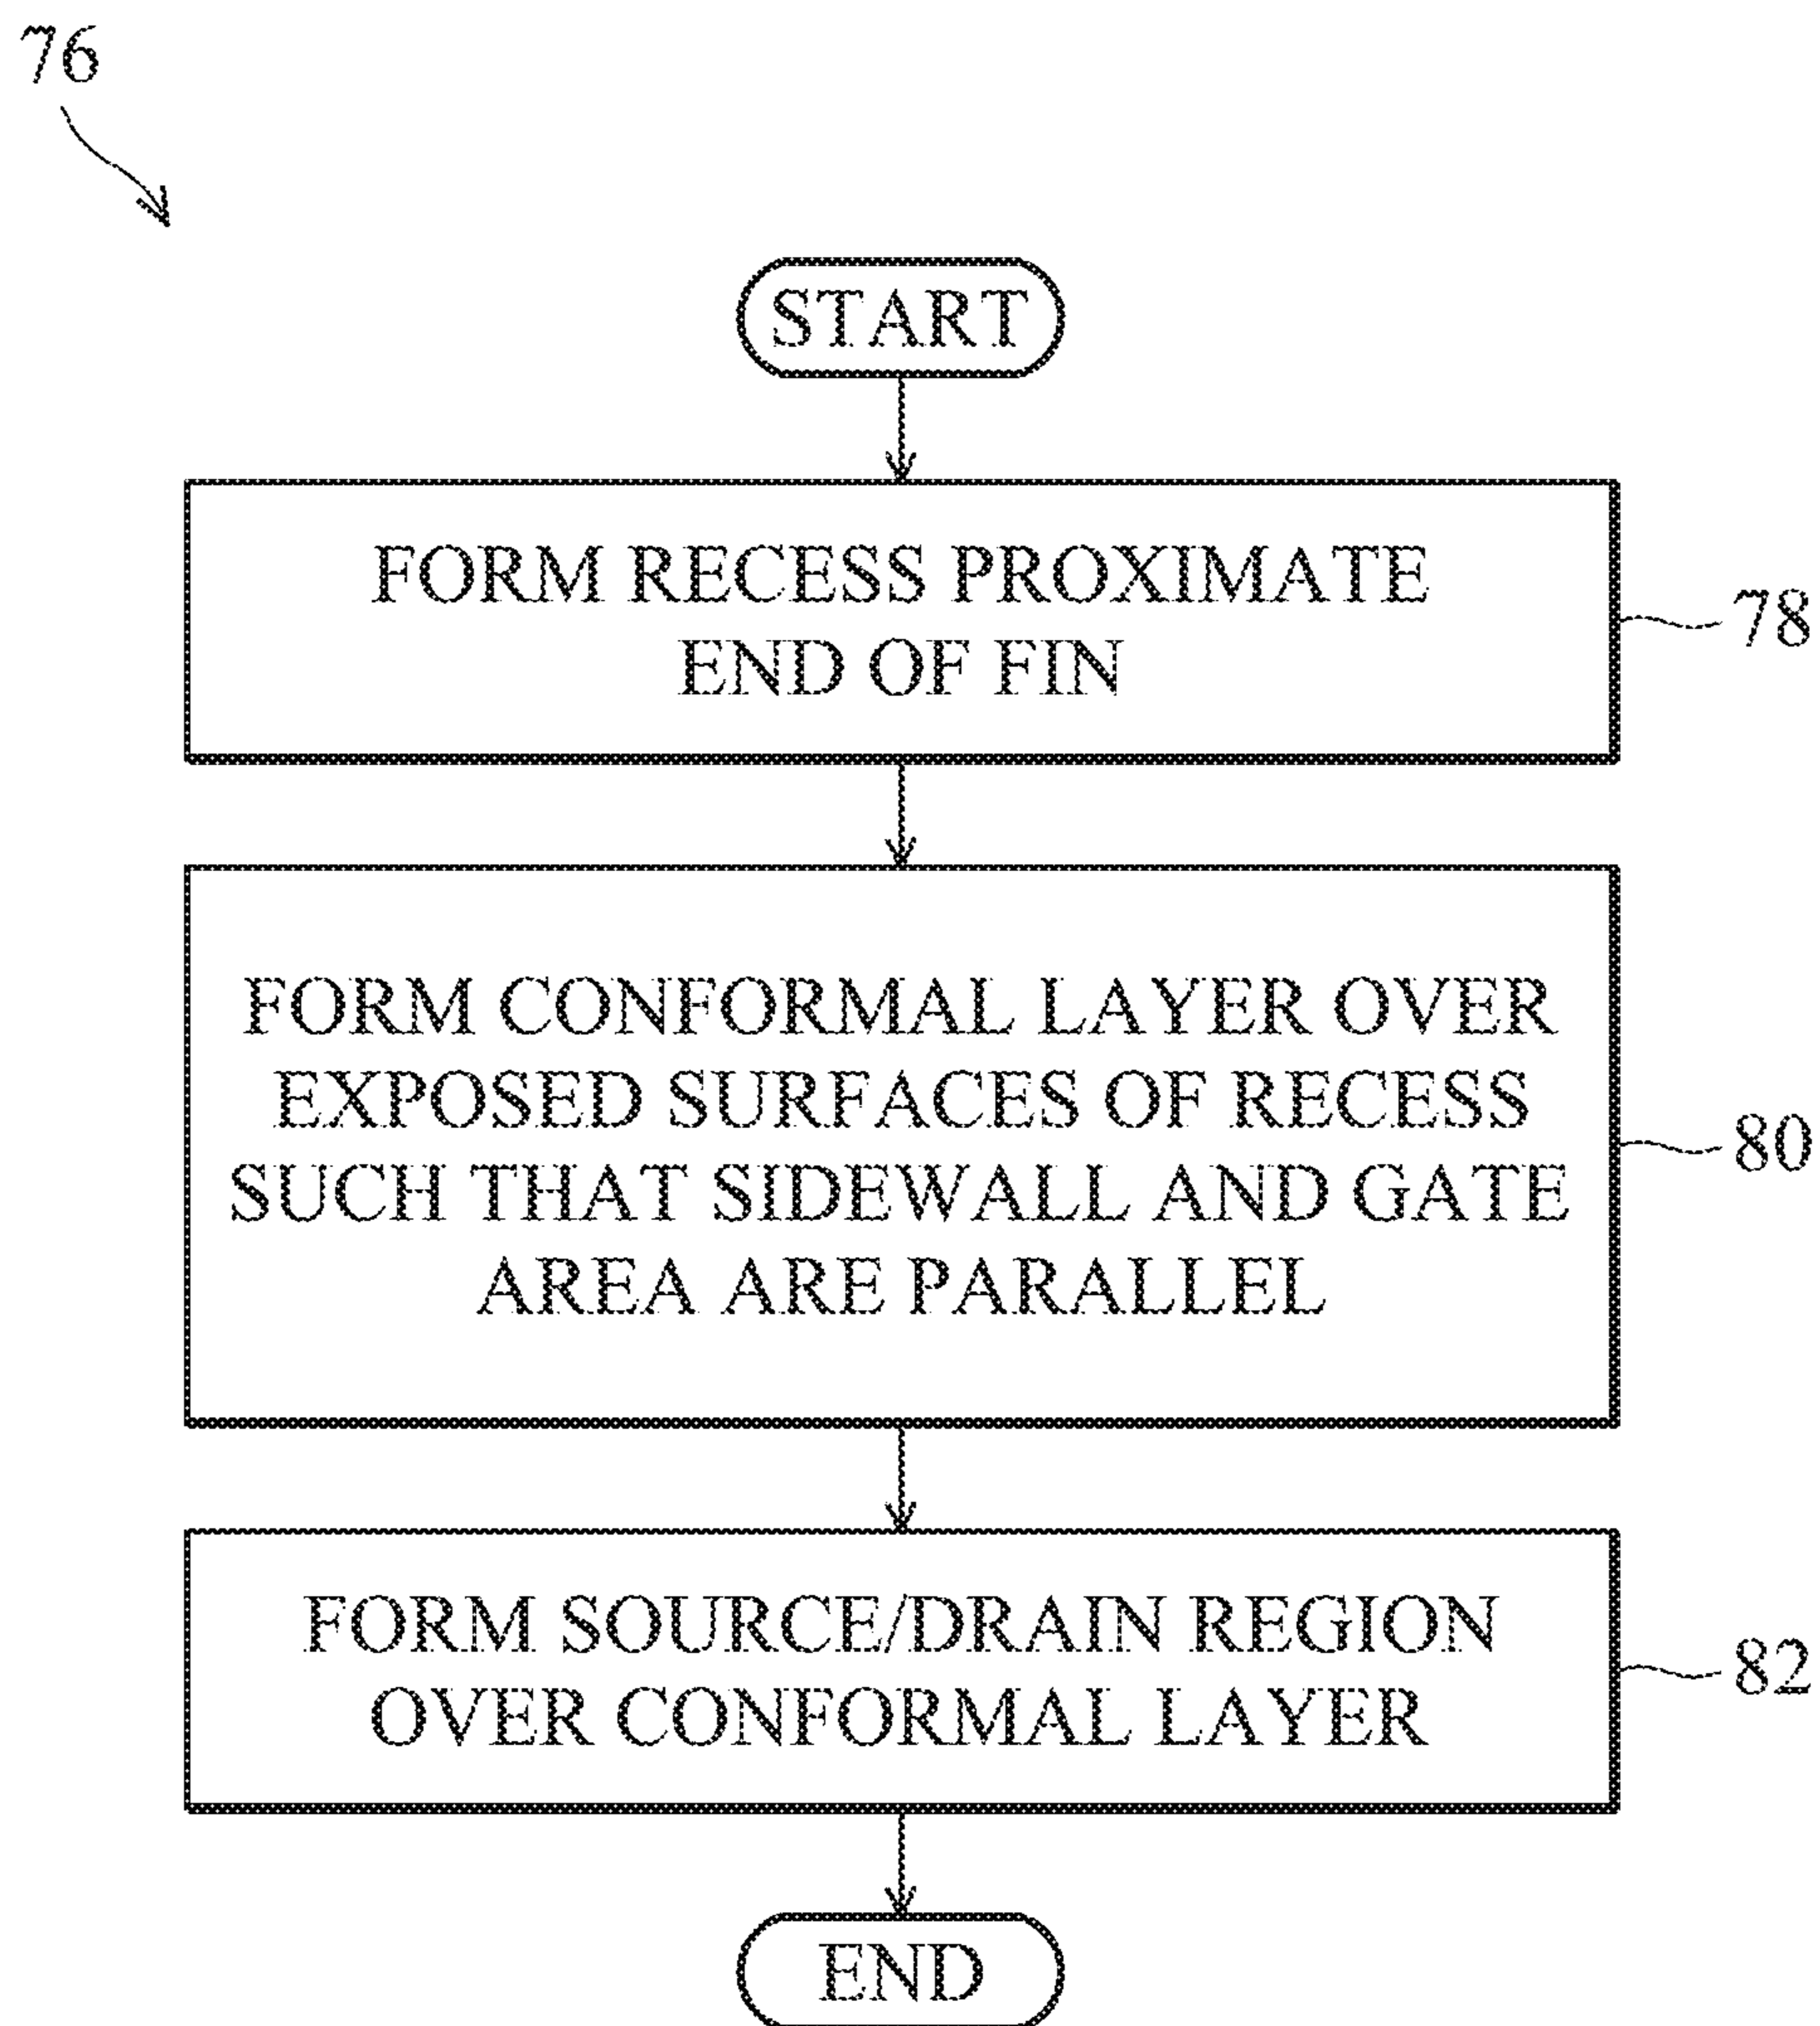 76
START
FORM RECESS PROXIMATE
END OF FIN
78
FORM CONFORMAL LAYER OVER
EXPOSED SURFACES OF RECESS
SUCH THAT SIDEWALL AND GATE
AREA ARE PARALLEL
80
FORM SOURCE/DRAIN REGION
OVER CONFORMAL LAYER
82
END